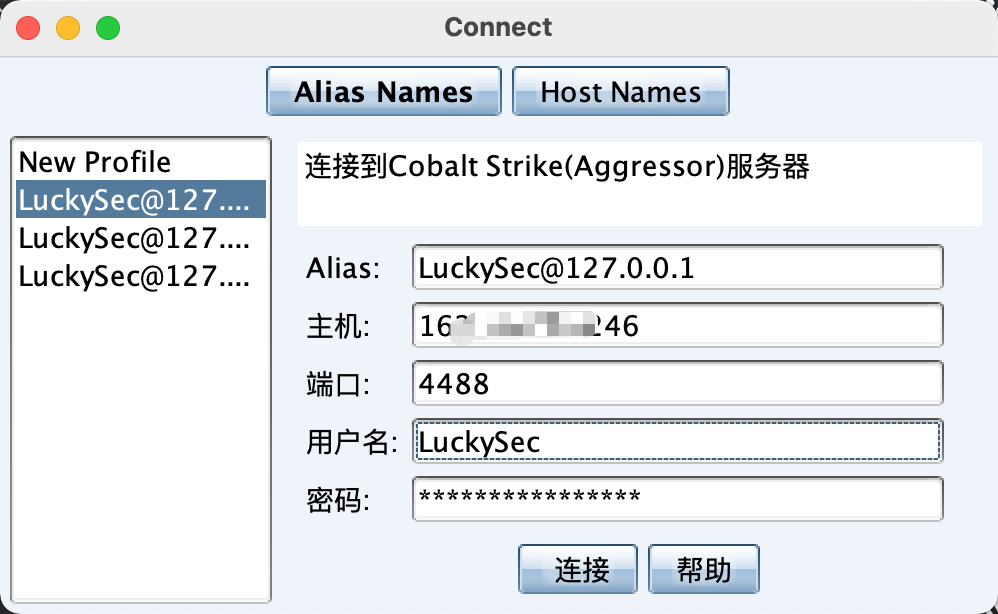 Connect
Alias Names
Host Names
New Profile
LuckySec@127....
LuckySec@127....
LuckySec@127....
连接到Cobalt Strike(Aggressor)服务器
Alias: LuckySec@127.0.0.1
主机: 246
端口: 4488
用户名: LuckySec
密码: ****************
连接
帮助